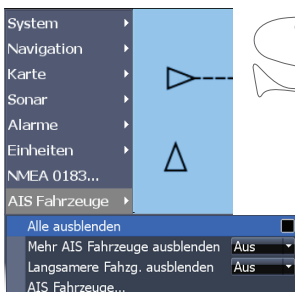 System
Navigation
Karte
Sonar
Alarme
Einheiten
NMEA 0183...
AIS Fahrzeuge
Alle ausblenden
Mehr AIS Fahrzeuge ausblenden Aus
Langsamere Fahzg. ausblenden Aus
AIS Fahrzeuge...